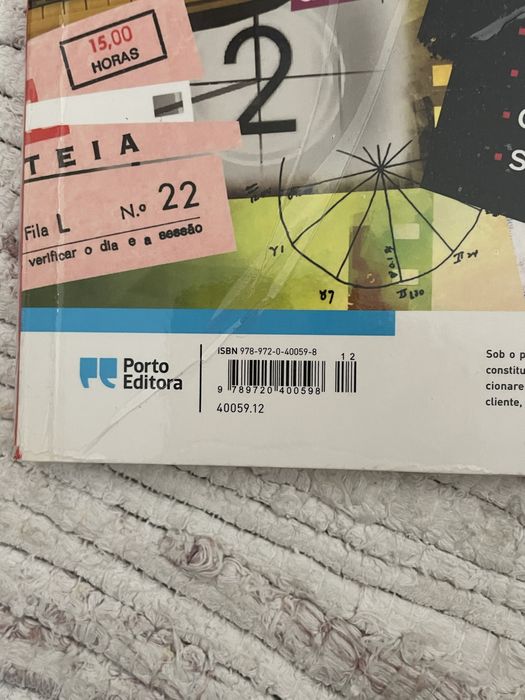 15,00
HORAS
2
TEIA
Fila L N.º 22
verificar o dia e a sessão
S
Porto
Editora
ISBN 978-972-0-40059-8
1 2
9 789720 400598
40059.12
Sob o p
constitu
cionare
cliente,